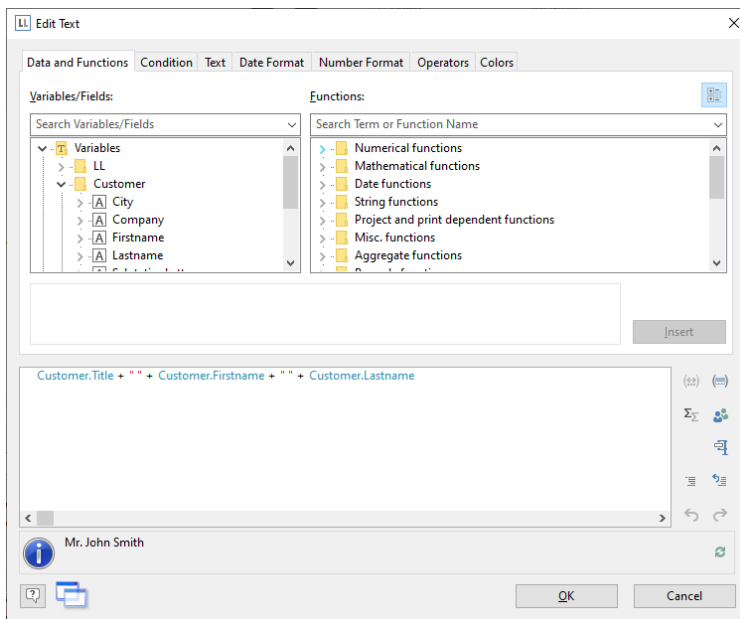 LL Edit Text
Data and Functions Condition Text Date Format Number Format Operators Colors
Variables/Fields:
Functions:
Search Variables/Fields
Search Term or Function Name
Variables
LL
Customer
City
Company
Firstname
Lastname
Numerical functions
Mathematical functions
Date functions
String functions
Project and print dependent functions
Misc. functions
Aggregate functions
Insert
Customer.Title + " " + Customer.Firstname + " " + Customer.Lastname
Mr. John Smith
OK
Cancel